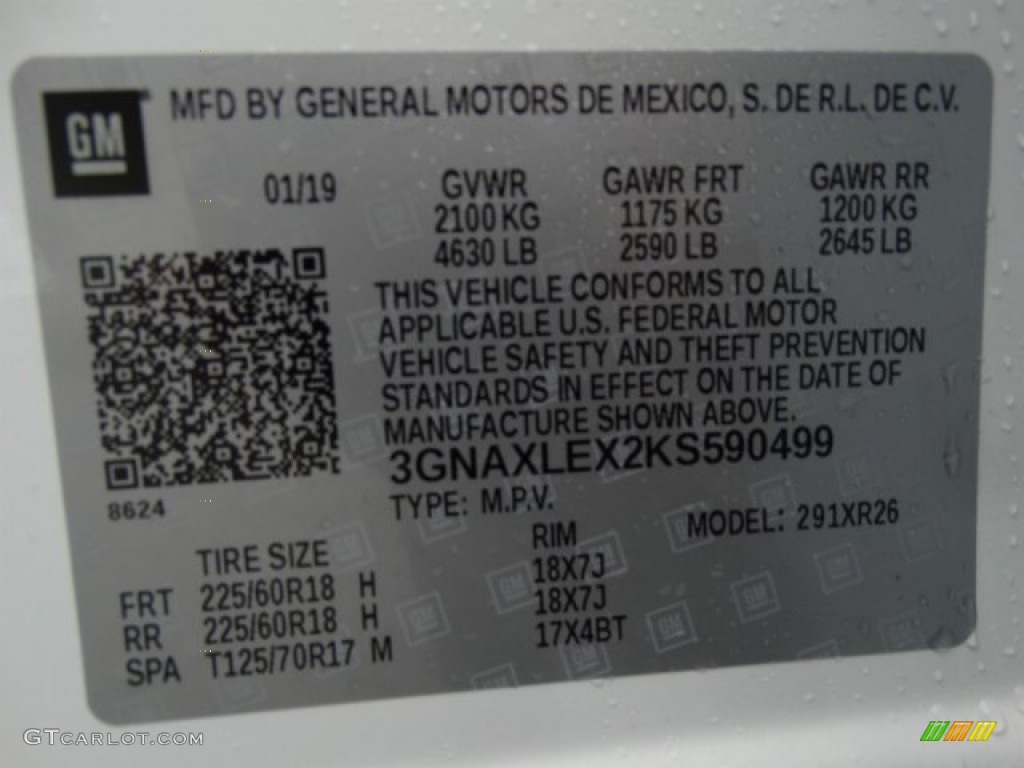 GM
MFD BY GENERAL MOTORS DE MEXICO, S. DE R.L. DE C.V.
01/19 GVWR GAWR FRT GAWR RR
2100 KG 1175 KG 1200 KG
4630 LB 2590 LB 2645 LB
THIS VEHICLE CONFORMS TO ALL
APPLICABLE U.S. FEDERAL MOTOR
VEHICLE SAFETY AND THEFT PREVENTION
STANDARDS IN EFFECT ON THE DATE OF
MANUFACTURE SHOWN ABOVE.
3GNAXLEX2KS590499
8624
TYPE: M.P.V. MODEL: 291XR26
TIRE SIZE RIM
FRT 225/60R18 H 18X7J
RR 225/60R18 H 18X7J
SPA T125/70R17 M 17X4BT
GTCARLOT.COM